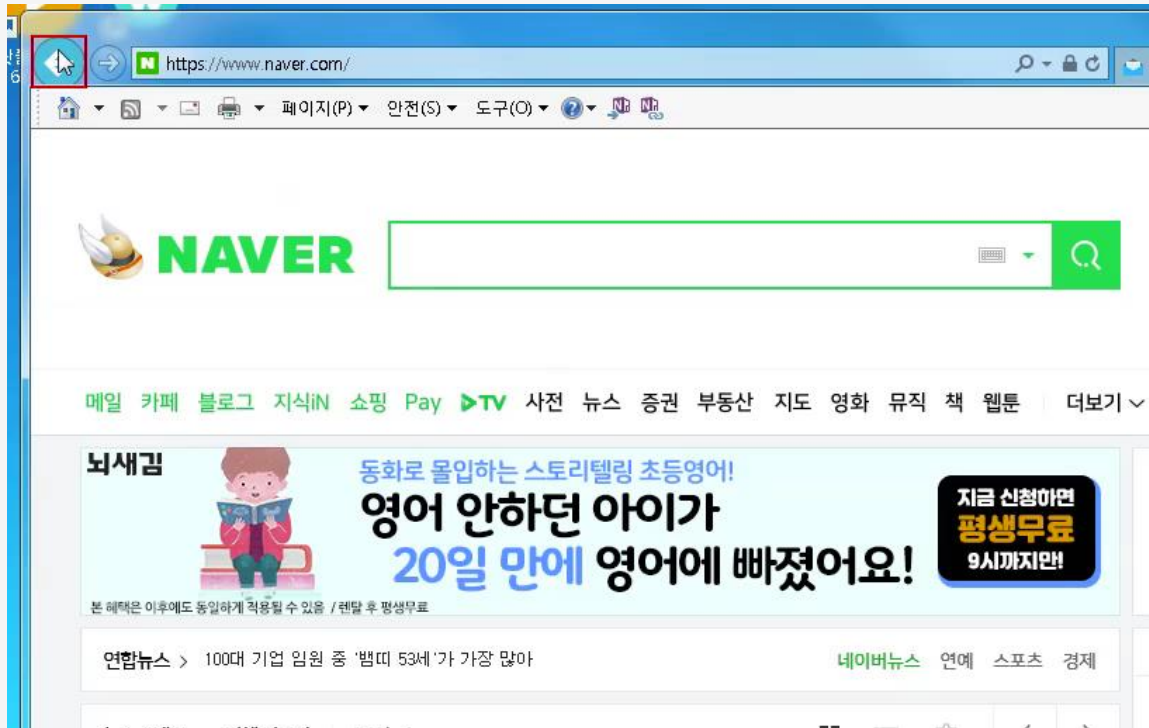 https://www.naver.com/
페이지(P) 안전(S) 도구(O)
NAVER
메일 카페 블로그 지식iN 쇼핑 Pay TV 사전 뉴스 증권 부동산 지도 영화 뮤직 책 웹툰 더보기
뇌새김
동화로 몰입하는 스토리텔링 초등영어!
영어 안하던 아이가
20일 만에 영어에 빠졌어요!
지금 신청하면
평생무료
9시까지만!
본 혜택은 이후에도 동일하게 적용될 수 있음 / 렌탈 후 평생무료
연합뉴스 > 100대 기업 임원 중 '뱀띠 53세'가 가장 많아
네이버뉴스 연예 스포츠 경제